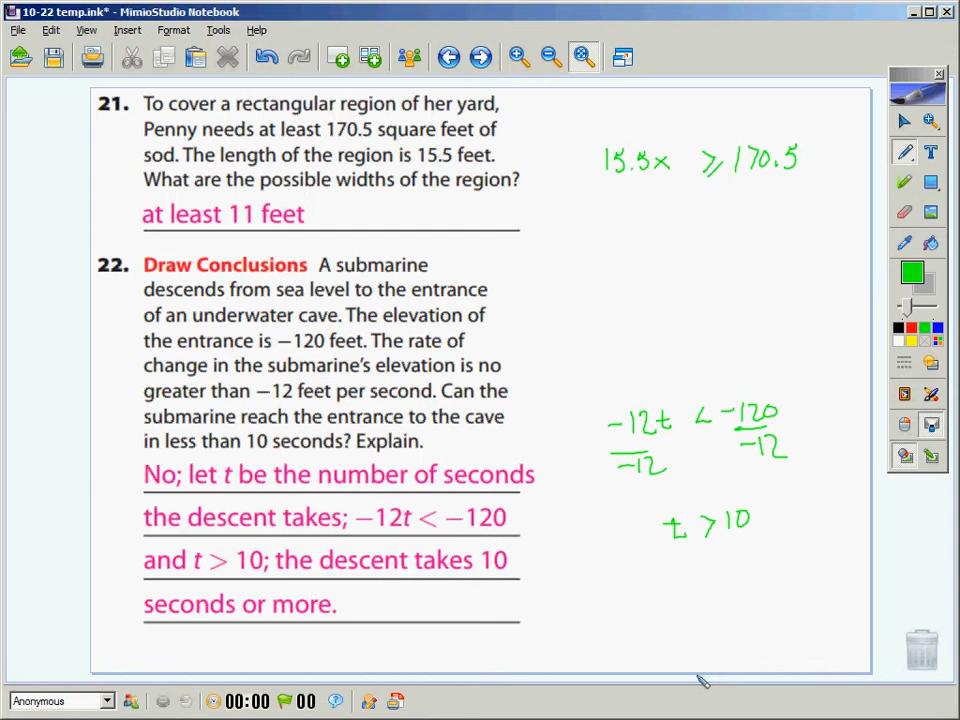 10-22 temp.ink* - MimioStudio Notebook
File Edit View Insert Format Tools Help
21. To cover a rectangular region of her yard,
Penny needs at least 170.5 square feet of
sod. The length of the region is 15.5 feet.
What are the possible widths of the region?
at least 11 feet
15.5x ≥ 170.5
22. Draw Conclusions A submarine
descends from sea level to the entrance
of an underwater cave. The elevation of
the entrance is −120 feet. The rate of
change in the submarine's elevation is no
greater than −12 feet per second. Can the
submarine reach the entrance to the cave
in less than 10 seconds? Explain.
No; let t be the number of seconds
the descent takes; −12t < −120
and t > 10; the descent takes 10
seconds or more.
-12t < -120
-12 -12
t > 10
T
Anonymous 00:00 00